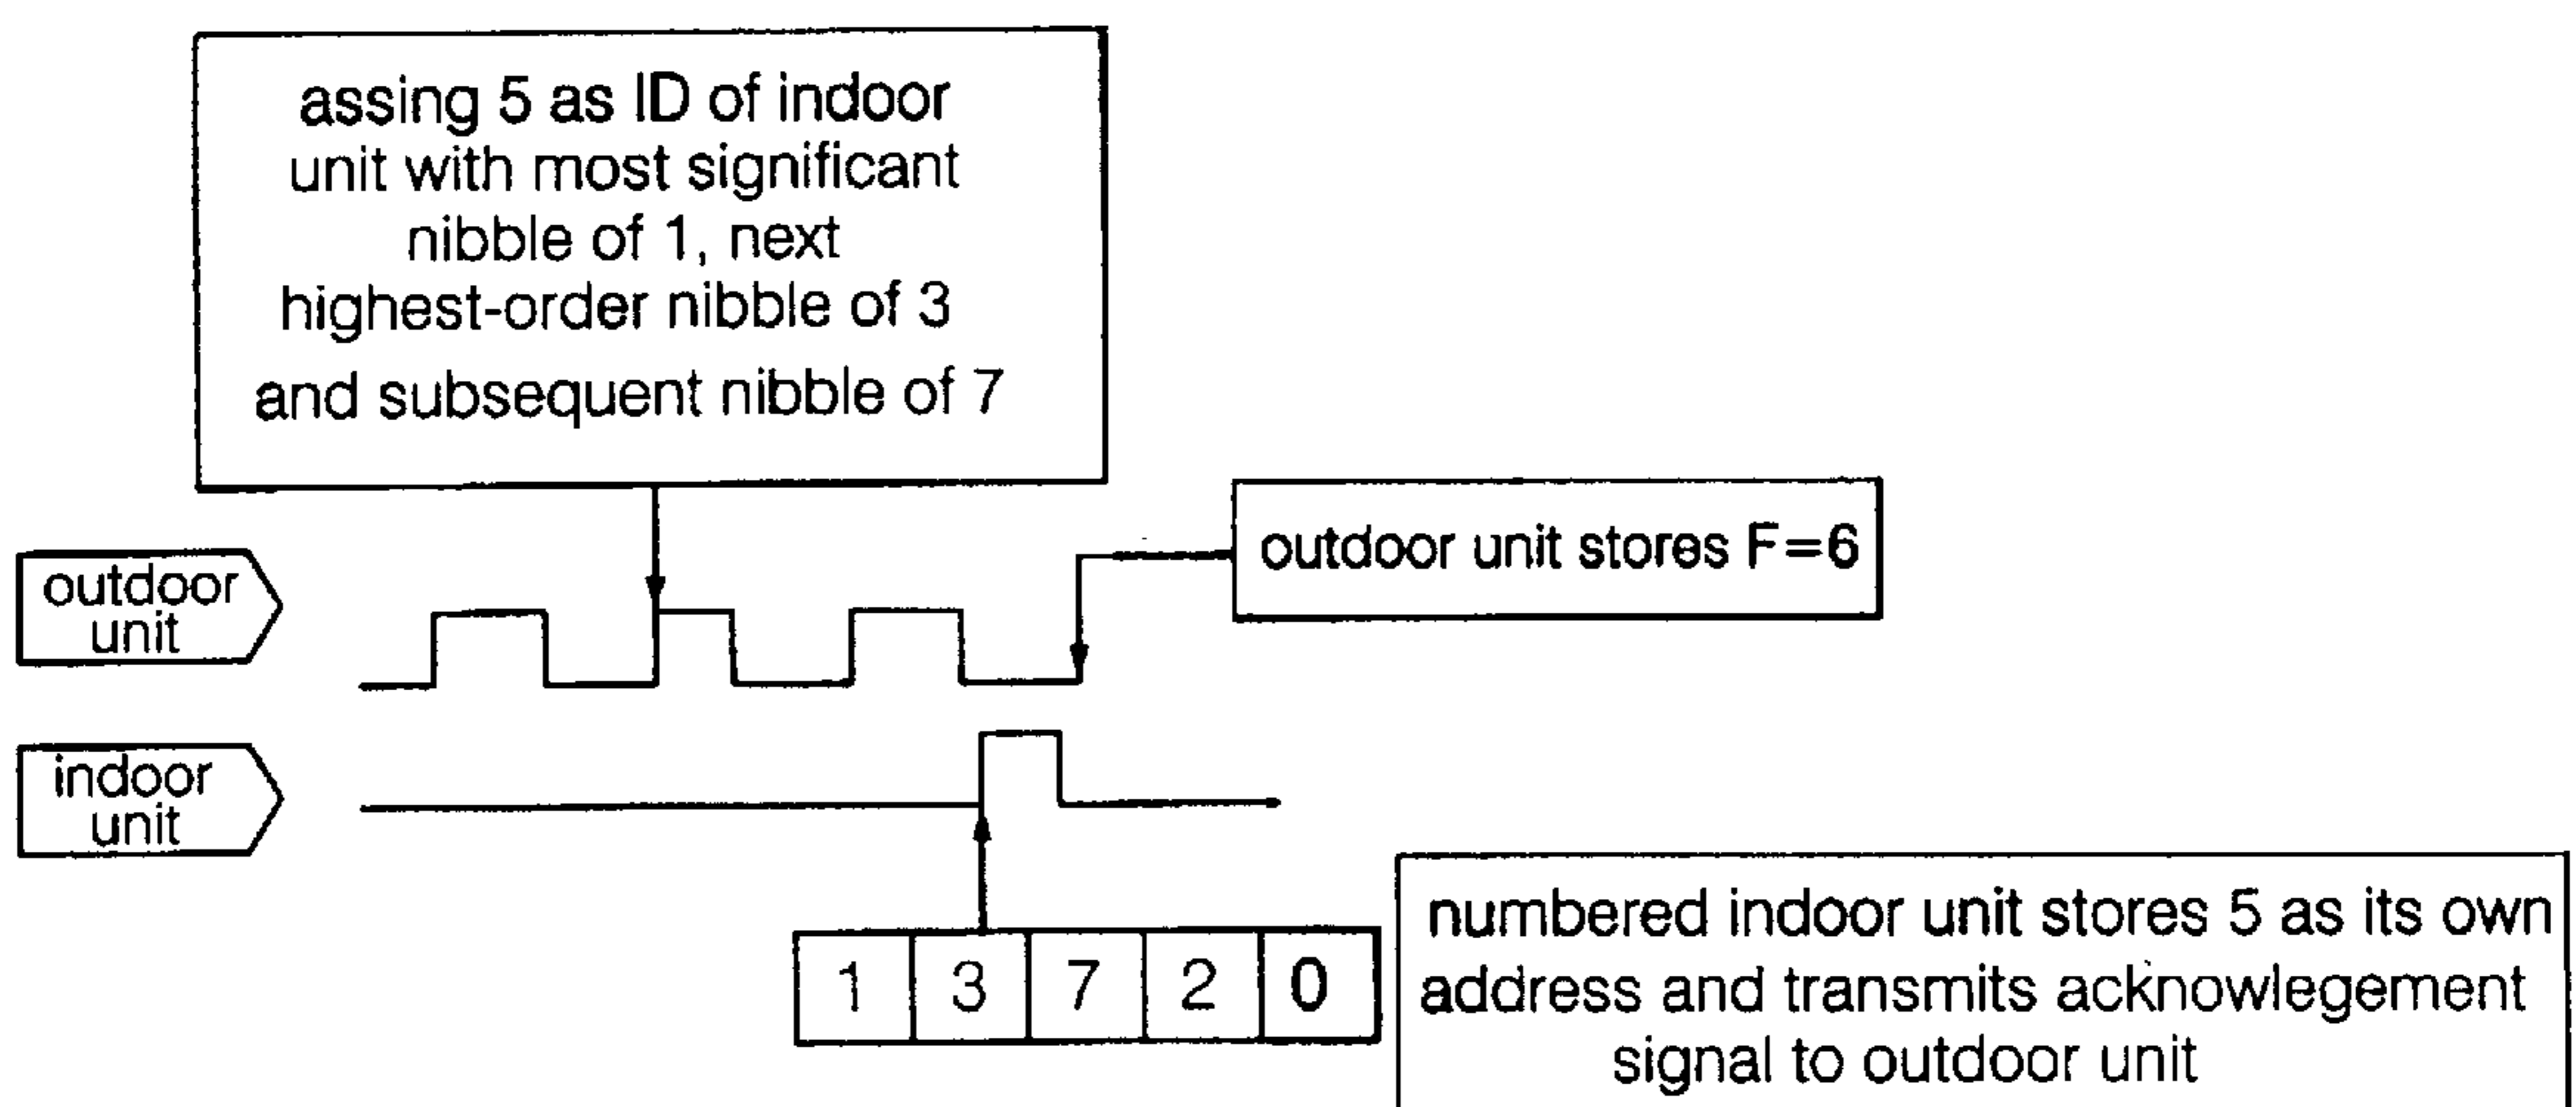 assing 5 as ID of indoor
unit with most significant
nibble of 1, next
highest-order nibble of 3
and subsequent nibble of 7
outdoor unit stores F=6
outdoor
unit
indoor
unit
1 3 7 2 0
numbered indoor unit stores 5 as its own
address and transmits acknowlegement
signal to outdoor unit